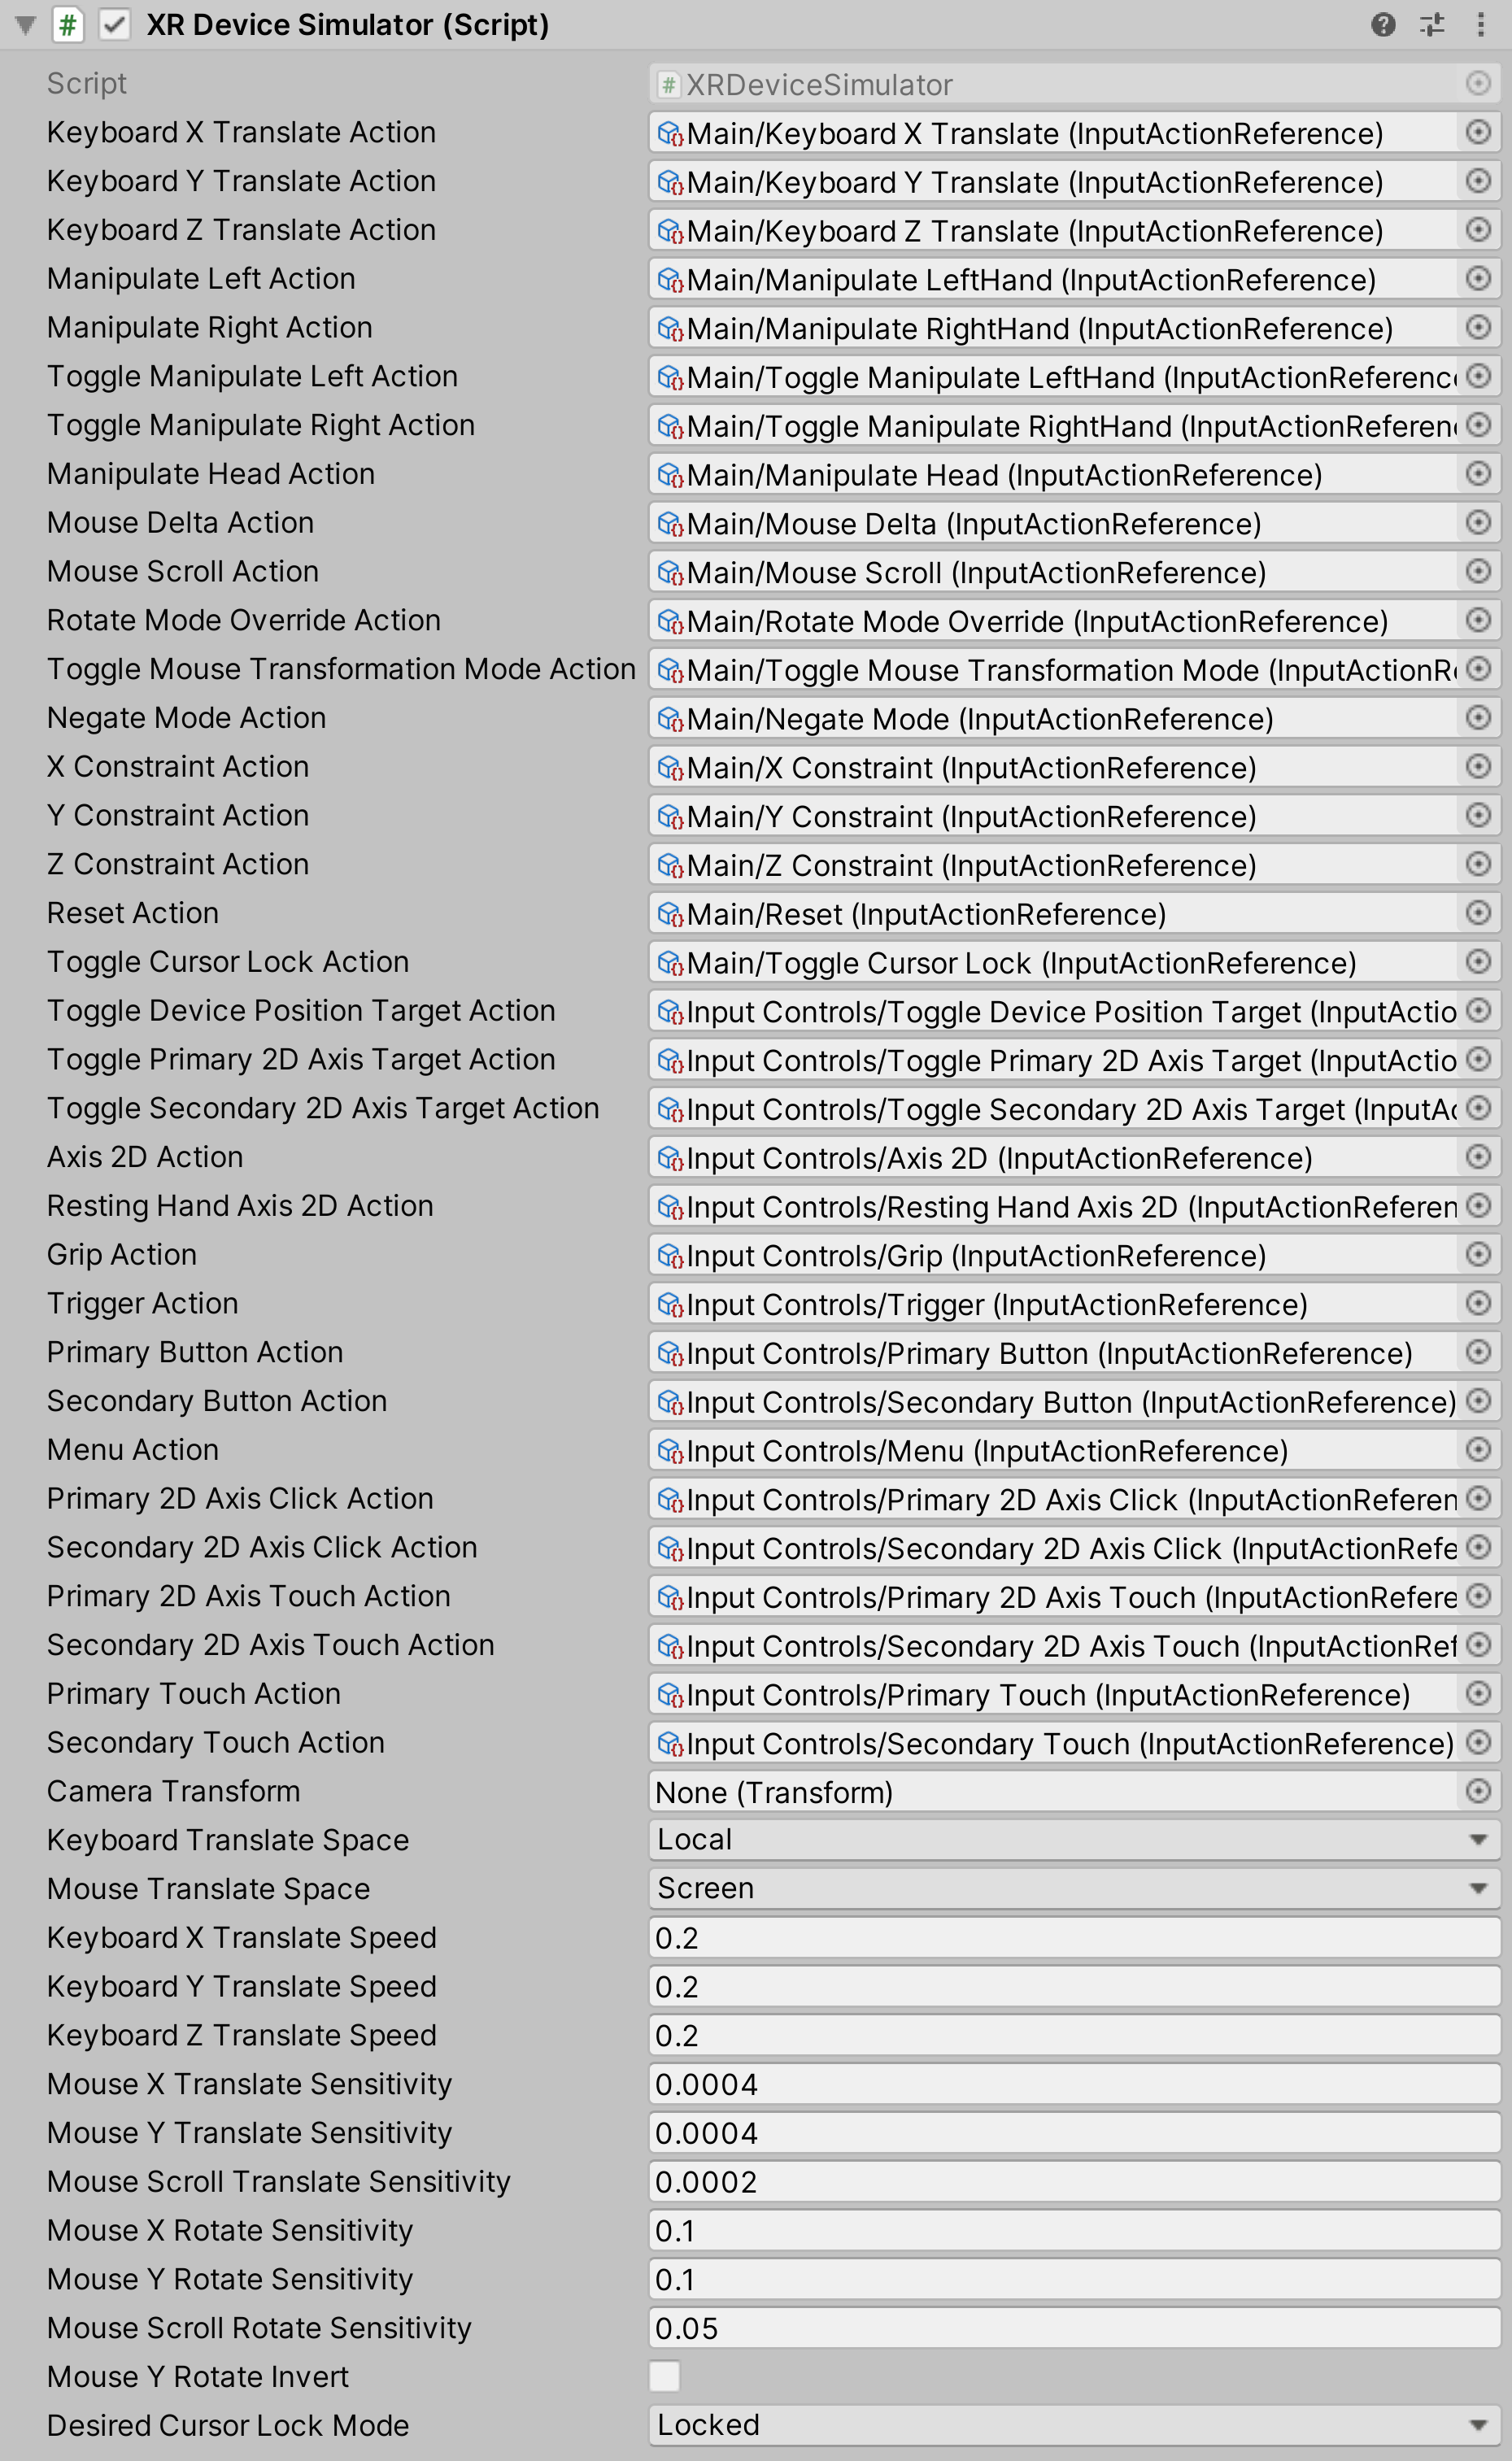 XR Device Simulator (Script)
Script # XRDeviceSimulator
Keyboard X Translate Action Main/Keyboard X Translate (InputActionReference)
Keyboard Y Translate Action Main/Keyboard Y Translate (InputActionReference)
Keyboard Z Translate Action Main/Keyboard Z Translate (InputActionReference)
Manipulate Left Action Main/Manipulate LeftHand (InputActionReference)
Manipulate Right Action Main/Manipulate RightHand (InputActionReference)
Toggle Manipulate Left Action Main/Toggle Manipulate LeftHand (InputActionReferenc
Toggle Manipulate Right Action Main/Toggle Manipulate RightHand (InputActionReferen
Manipulate Head Action Main/Manipulate Head (InputActionReference)
Mouse Delta Action Main/Mouse Delta (InputActionReference)
Mouse Scroll Action Main/Mouse Scroll (InputActionReference)
Rotate Mode Override Action Main/Rotate Mode Override (InputActionReference)
Toggle Mouse Transformation Mode Action Main/Toggle Mouse Transformation Mode (InputActionR
Negate Mode Action Main/Negate Mode (InputActionReference)
X Constraint Action Main/X Constraint (InputActionReference)
Y Constraint Action Main/Y Constraint (InputActionReference)
Z Constraint Action Main/Z Constraint (InputActionReference)
Reset Action Main/Reset (InputActionReference)
Toggle Cursor Lock Action Main/Toggle Cursor Lock (InputActionReference)
Toggle Device Position Target Action Input Controls/Toggle Device Position Target (InputActio
Toggle Primary 2D Axis Target Action Input Controls/Toggle Primary 2D Axis Target (InputActio
Toggle Secondary 2D Axis Target Action Input Controls/Toggle Secondary 2D Axis Target (InputAc
Axis 2D Action Input Controls/Axis 2D (InputActionReference)
Resting Hand Axis 2D Action Input Controls/Resting Hand Axis 2D (InputActionReferen
Grip Action Input Controls/Grip (InputActionReference)
Trigger Action Input Controls/Trigger (InputActionReference)
Primary Button Action Input Controls/Primary Button (InputActionReference)
Secondary Button Action Input Controls/Secondary Button (InputActionReference)
Menu Action Input Controls/Menu (InputActionReference)
Primary 2D Axis Click Action Input Controls/Primary 2D Axis Click (InputActionReferen
Secondary 2D Axis Click Action Input Controls/Secondary 2D Axis Click (InputActionRefe
Primary 2D Axis Touch Action Input Controls/Primary 2D Axis Touch (InputActionRefere
Secondary 2D Axis Touch Action Input Controls/Secondary 2D Axis Touch (InputActionRef
Primary Touch Action Input Controls/Primary Touch (InputActionReference)
Secondary Touch Action Input Controls/Secondary Touch (InputActionReference)
Camera Transform None (Transform)
Keyboard Translate Space Local
Mouse Translate Space Screen
Keyboard X Translate Speed 0.2
Keyboard Y Translate Speed 0.2
Keyboard Z Translate Speed 0.2
Mouse X Translate Sensitivity 0.0004
Mouse Y Translate Sensitivity 0.0004
Mouse Scroll Translate Sensitivity 0.0002
Mouse X Rotate Sensitivity 0.1
Mouse Y Rotate Sensitivity 0.1
Mouse Scroll Rotate Sensitivity 0.05
Mouse Y Rotate Invert
Desired Cursor Lock Mode Locked